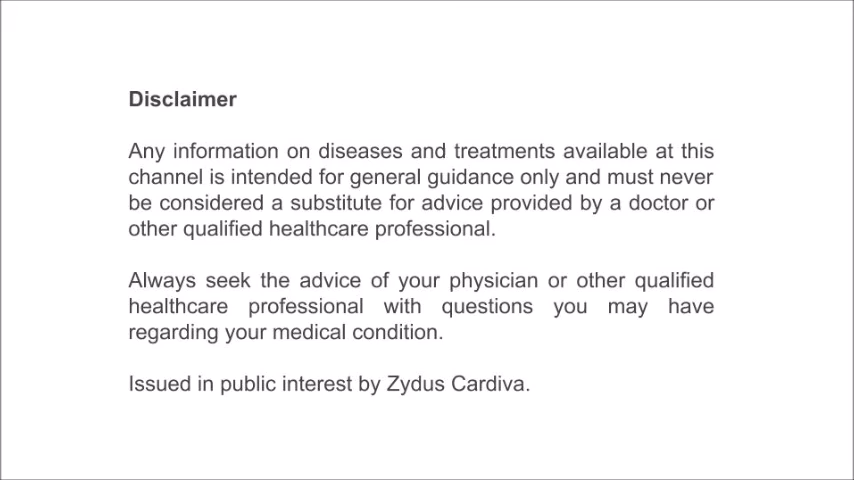 Disclaimer
Any information on diseases and treatments available at this
channel is intended for general guidance only and must never
be considered a substitute for advice provided by a doctor or
other qualified healthcare professional.
Always seek the advice of your physician or other qualified
healthcare professional with questions you may have
regarding your medical condition.
Issued in public interest by Zydus Cardiva.